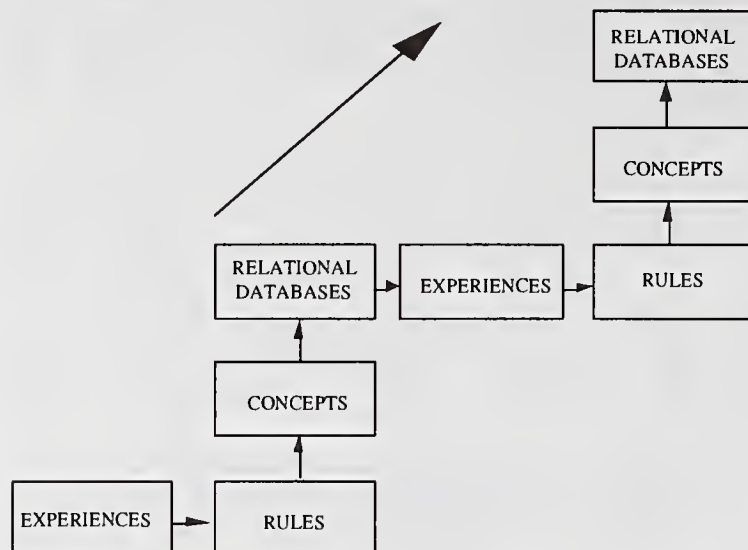 RELATIONAL
DATABASES
CONCEPTS
RELATIONAL
DATABASES
EXPERIENCES
RULES
CONCEPTS
EXPERIENCES
RULES